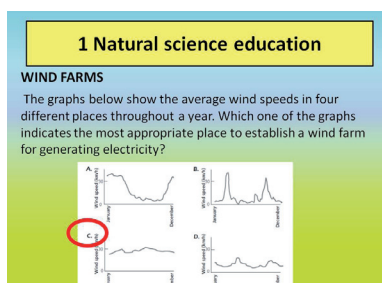 1 Natural science education
WIND FARMS
The graphs below show the average wind speeds in four
different places throughout a year. Which one of the graphs
indicates the most appropriate place to establish a wind farm
for generating electricity?
A.
B.
Wind speed (km/h)
Wind speed (km/h)
January
December
January
December
C.
D.
Wind speed (km/h)
Wind speed (km/h)